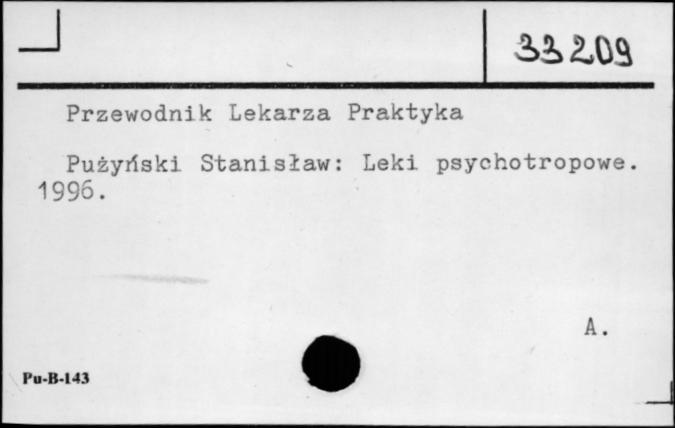 33209
Przewodnik Lekarza Praktyka
Pużyński Stanisław: Leki psychotropowe.
1996.
A.
Pu-B-143